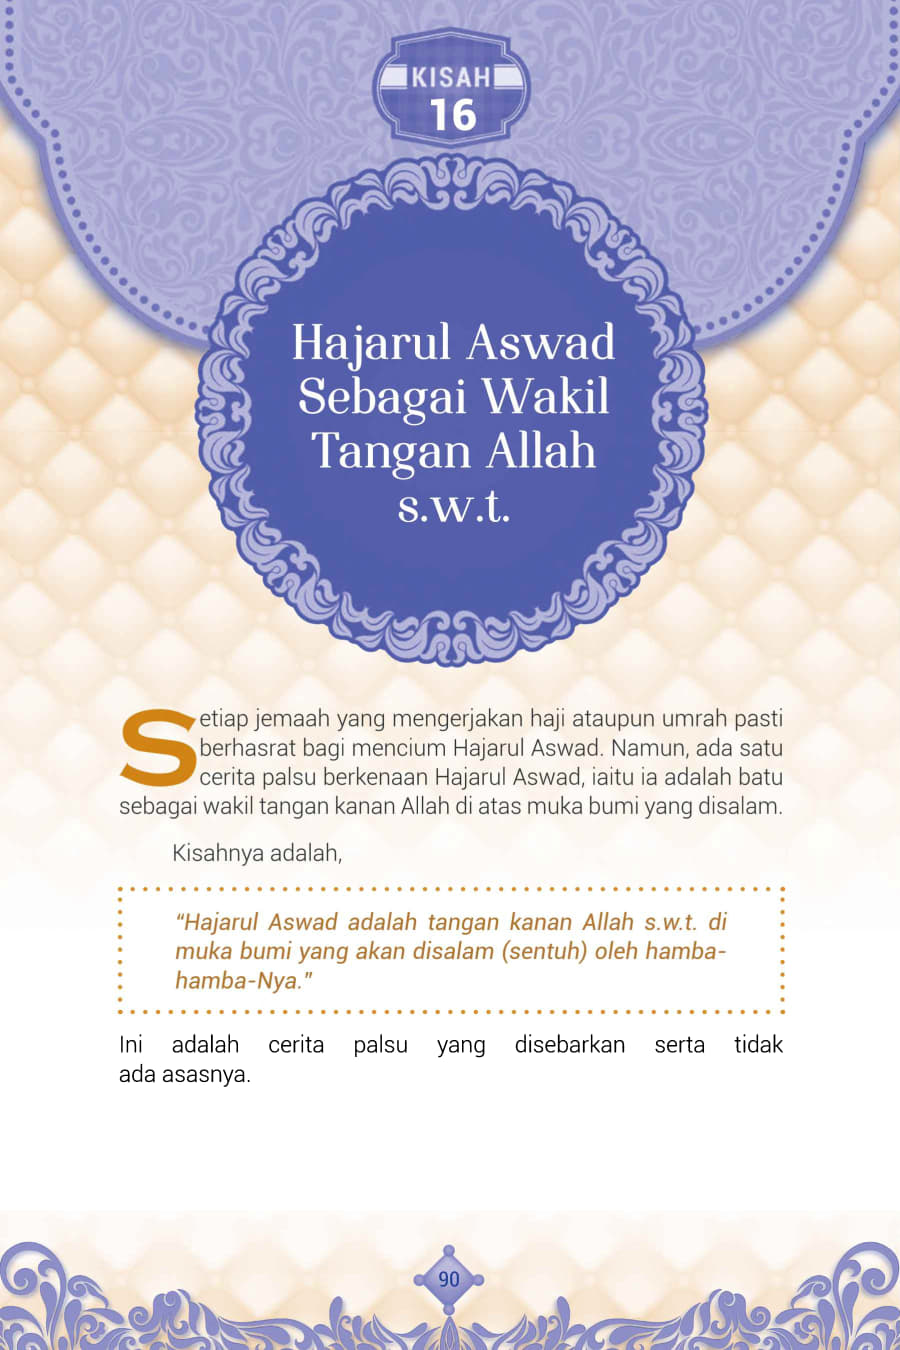 KISAH
16
Hajarul Aswad
Sebagai Wakil
Tangan Allah
s.w.t.
Setiap jemaah yang mengerjakan haji ataupun umrah pasti
berhasrat bagi mencium Hajarul Aswad. Namun, ada satu
cerita palsu berkenaan Hajarul Aswad, iaitu ia adalah batu
sebagai wakil tangan kanan Allah di atas muka bumi yang disalam.
Kisahnya adalah,
“Hajarul Aswad adalah tangan kanan Allah s.w.t. di
muka bumi yang akan disalam (sentuh) oleh hamba-
hamba-Nya.”
Ini adalah cerita palsu yang disebarkan serta tidak
ada asasnya.
90